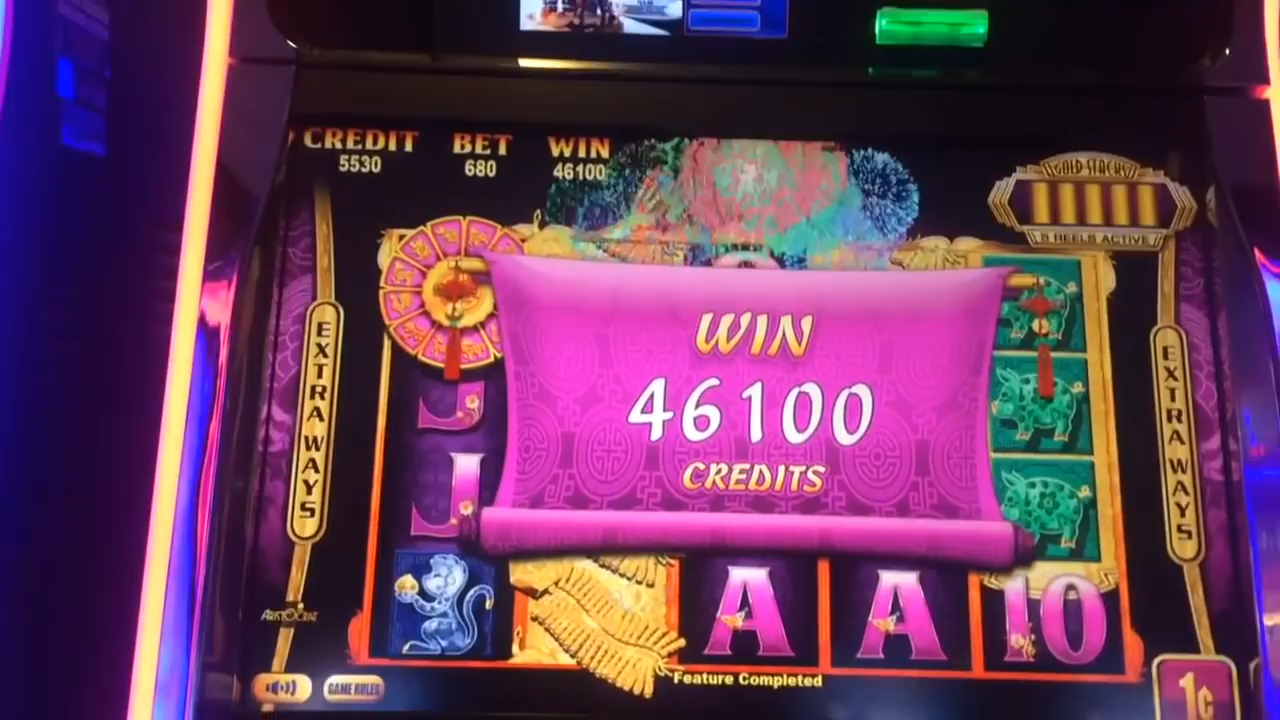 CREDIT BET WIN
5530 680 46100
GOLD STACKS
5 REELS ACTIVE
EXTRA WAYS
EXTRA WAYS
WIN
46100
CREDITS
J
J
A A 10
ARISTOCRAT
Feature Completed
GAME RULES
1¢